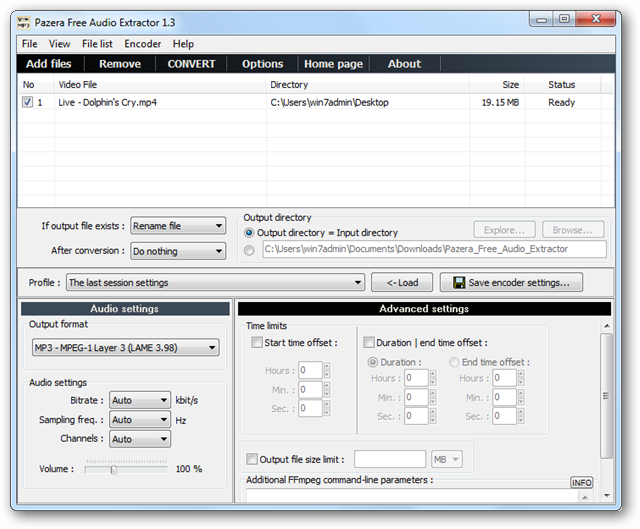 Pazera Free Audio Extractor 1.3
File View File list Encoder Help
Add files Remove CONVERT Options Home page About
No Video File Directory Size Status
1 Live - Dolphin's Cry.mp4 C:\Users\win7admin\Desktop 19.15 MB Ready
If output file exists : Rename file
After conversion : Do nothing
Output directory
Output directory = Input directory Explore... Browse...
C:\Users\win7admin\Documents\Downloads\Pazera_Free_Audio_Extractor
Profile : The last session settings <- Load Save encoder settings...
Audio settings
Output format
MP3 - MPEG-1 Layer 3 (LAME 3.98)
Audio settings
Bitrate : Auto kbit/s
Sampling freq. : Auto Hz
Channels : Auto
Volume : 100 %
Advanced settings
Time limits
Start time offset :
Hours : 0
Min. : 0
Sec. : 0
Duration | end time offset :
Duration : End time offset :
Hours : 0 Hours : 0
Min. : 0 Min. : 0
Sec. : 0 Sec. : 0
Output file size limit : MB
Additional FFmpeg command-line parameters : INFO